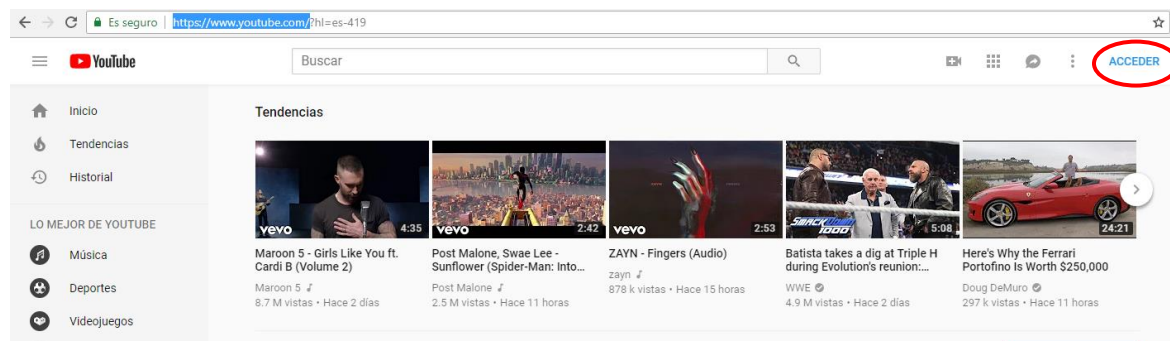 Es seguro | https://www.youtube.com/?hl=es-419
YouTube
Buscar
ACCEDER
Inicio
Tendencias
Historial
LO MEJOR DE YOUTUBE
Música
Deportes
Videojuegos
Tendencias
vevo 4:35
vevo 2:42
vevo 2:53
SMACKDOWN 1000 5:08
24:21
Maroon 5 - Girls Like You ft.
Cardi B (Volume 2)
Maroon 5
8.7 M vistas • Hace 2 días
Post Malone, Swae Lee -
Sunflower (Spider-Man: Into...
Post Malone
2.5 M vistas • Hace 11 horas
ZAYN - Fingers (Audio)
zayn
878 k vistas • Hace 15 horas
Batista takes a dig at Triple H
during Evolution's reunion:...
WWE
4.9 M vistas • Hace 2 días
Here's Why the Ferrari
Portofino Is Worth $250,000
Doug DeMuro
297 k vistas • Hace 11 horas